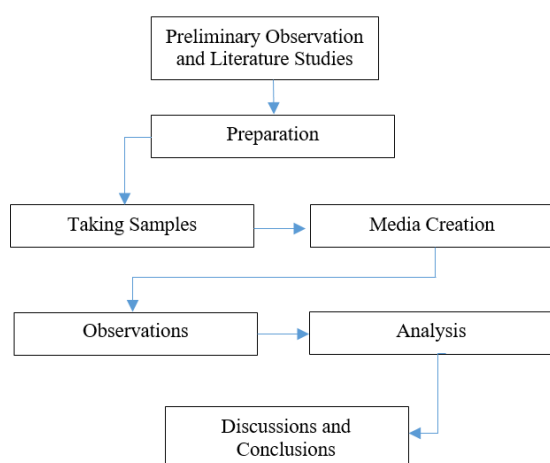 Preliminary Observation
and Literature Studies
Preparation
Taking Samples
Media Creation
Observations
Analysis
Discussions and
Conclusions